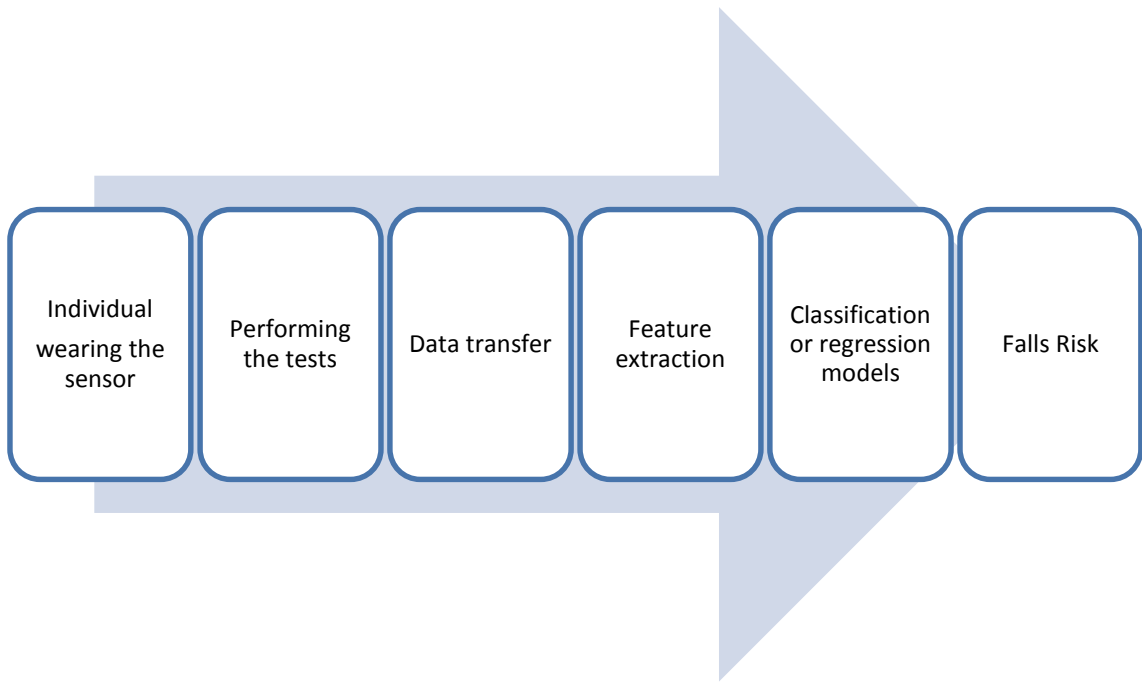 Individual
wearing the
sensor
Performing
the tests
Data transfer
Feature
extraction
Classification
or regression
models
Falls Risk